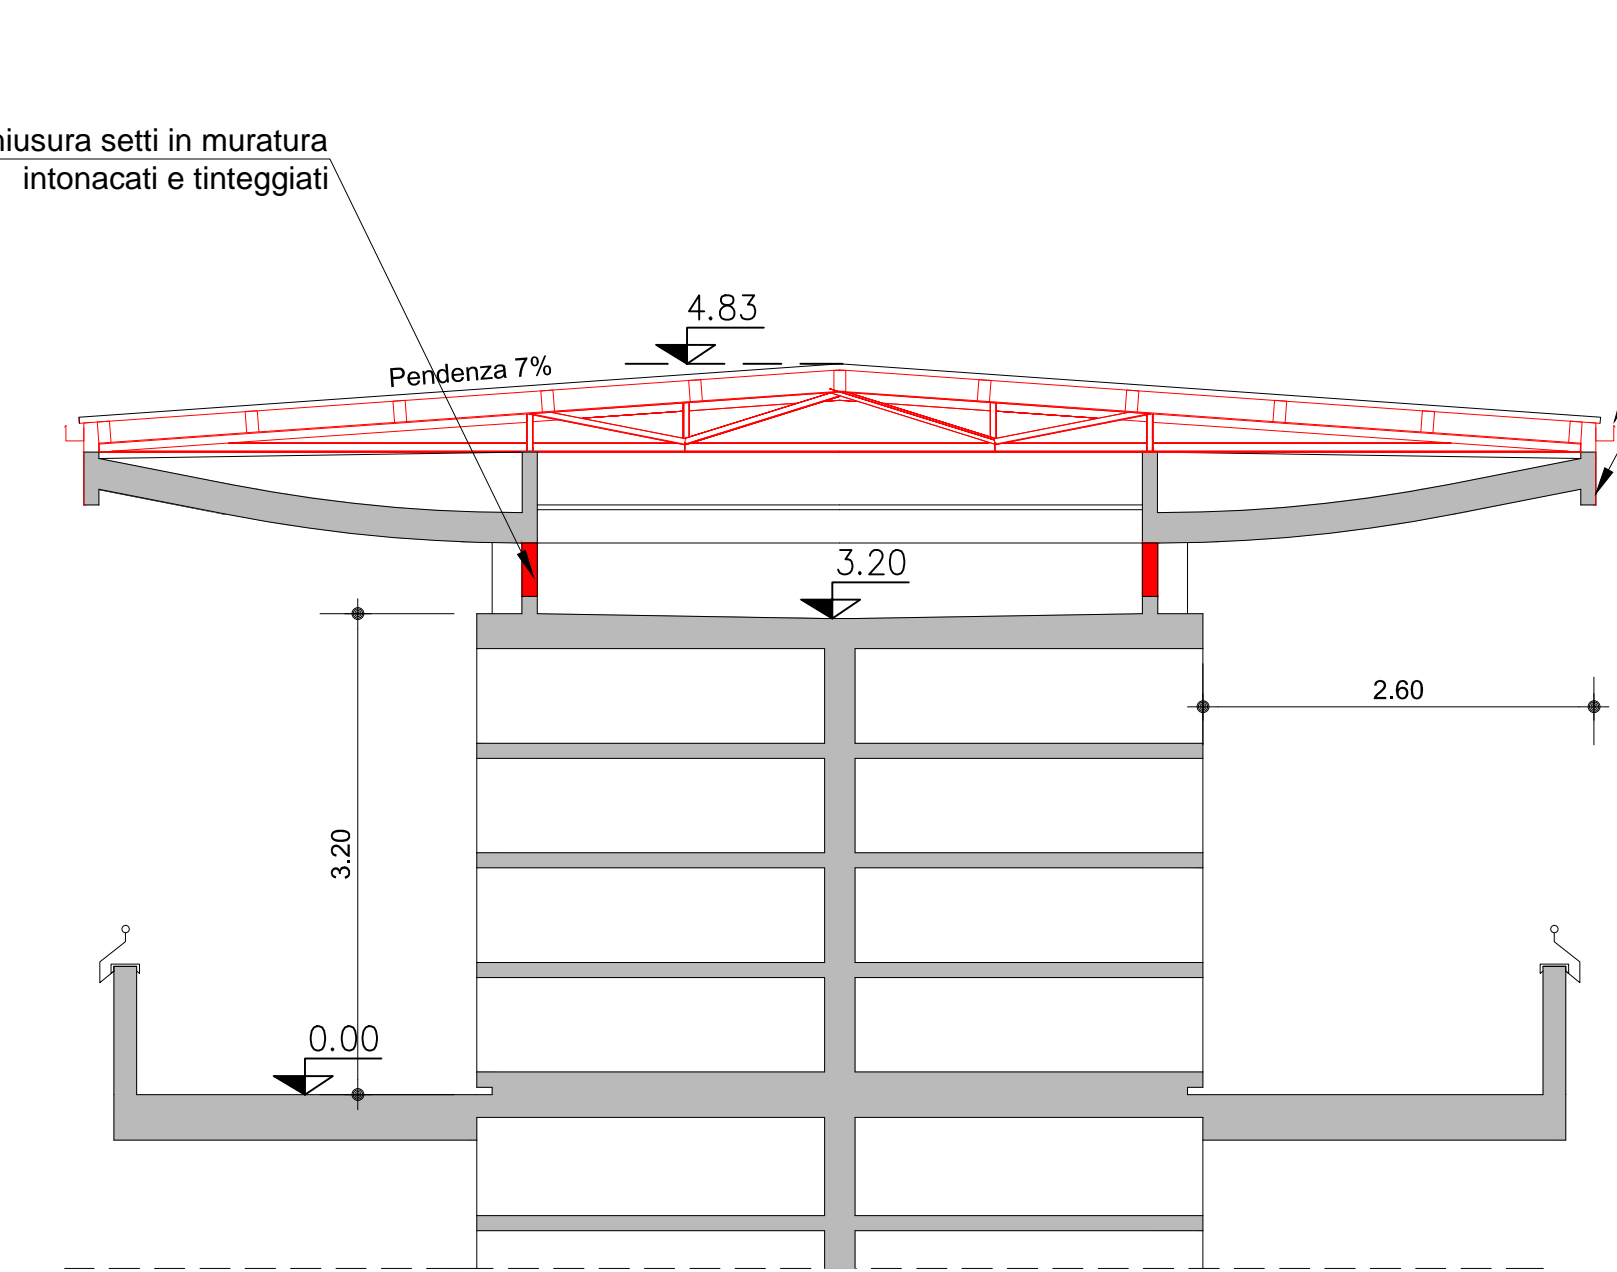 hiusura setti in muratura
intonacati e tinteggiati
4.83
Pendenza 7%
3.20
2.60
3.20
0.00